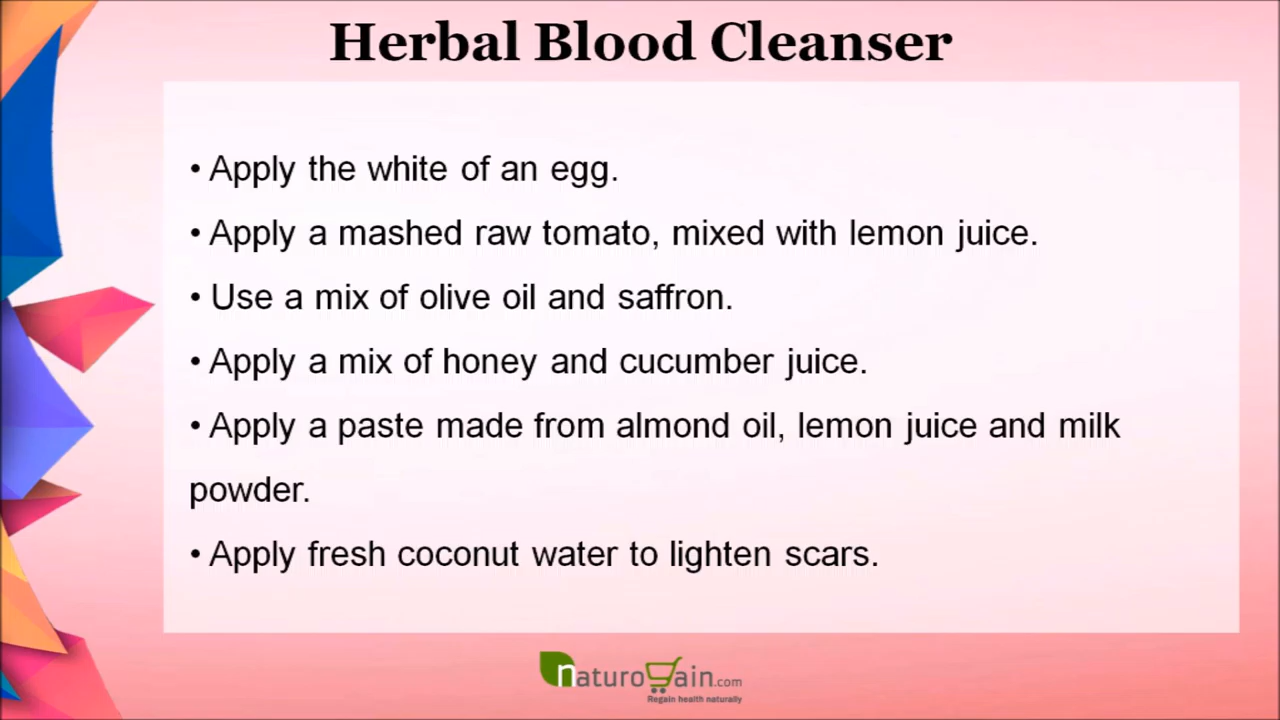 Herbal Blood Cleanser
• Apply the white of an egg.
• Apply a mashed raw tomato, mixed with lemon juice.
• Use a mix of olive oil and saffron.
• Apply a mix of honey and cucumber juice.
• Apply a paste made from almond oil, lemon juice and milk
powder.
• Apply fresh coconut water to lighten scars.
naturogain.com
Regain health naturally